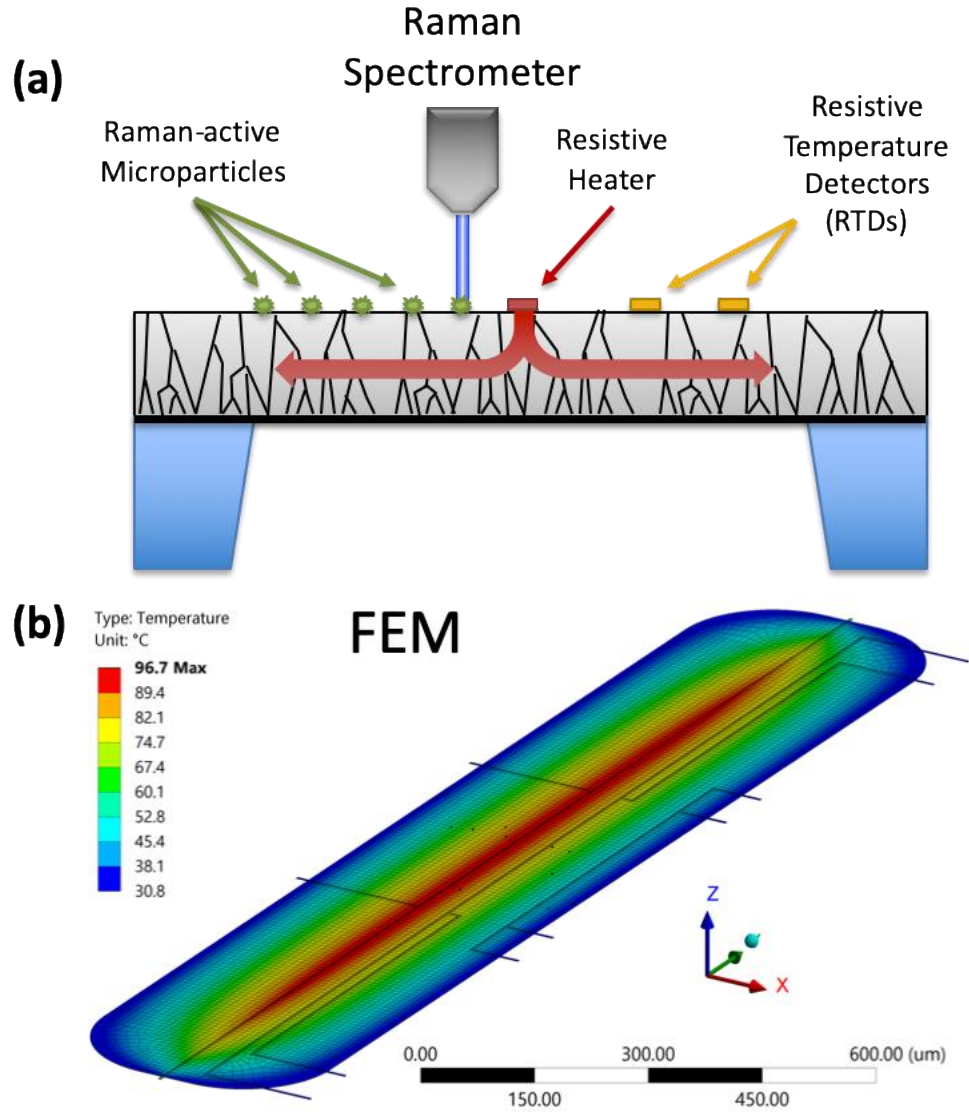 Raman
Spectrometer
(a)
Raman-active
Microparticles
Resistive
Heater
Resistive
Temperature
Detectors
(RTDs)
(b)
Type: Temperature
Unit: °C
FEM
96.7 Max
89.4
82.1
74.7
67.4
60.1
52.8
45.4
38.1
30.8
Z
X
0.00 300.00 600.00 (um)
150.00 450.00